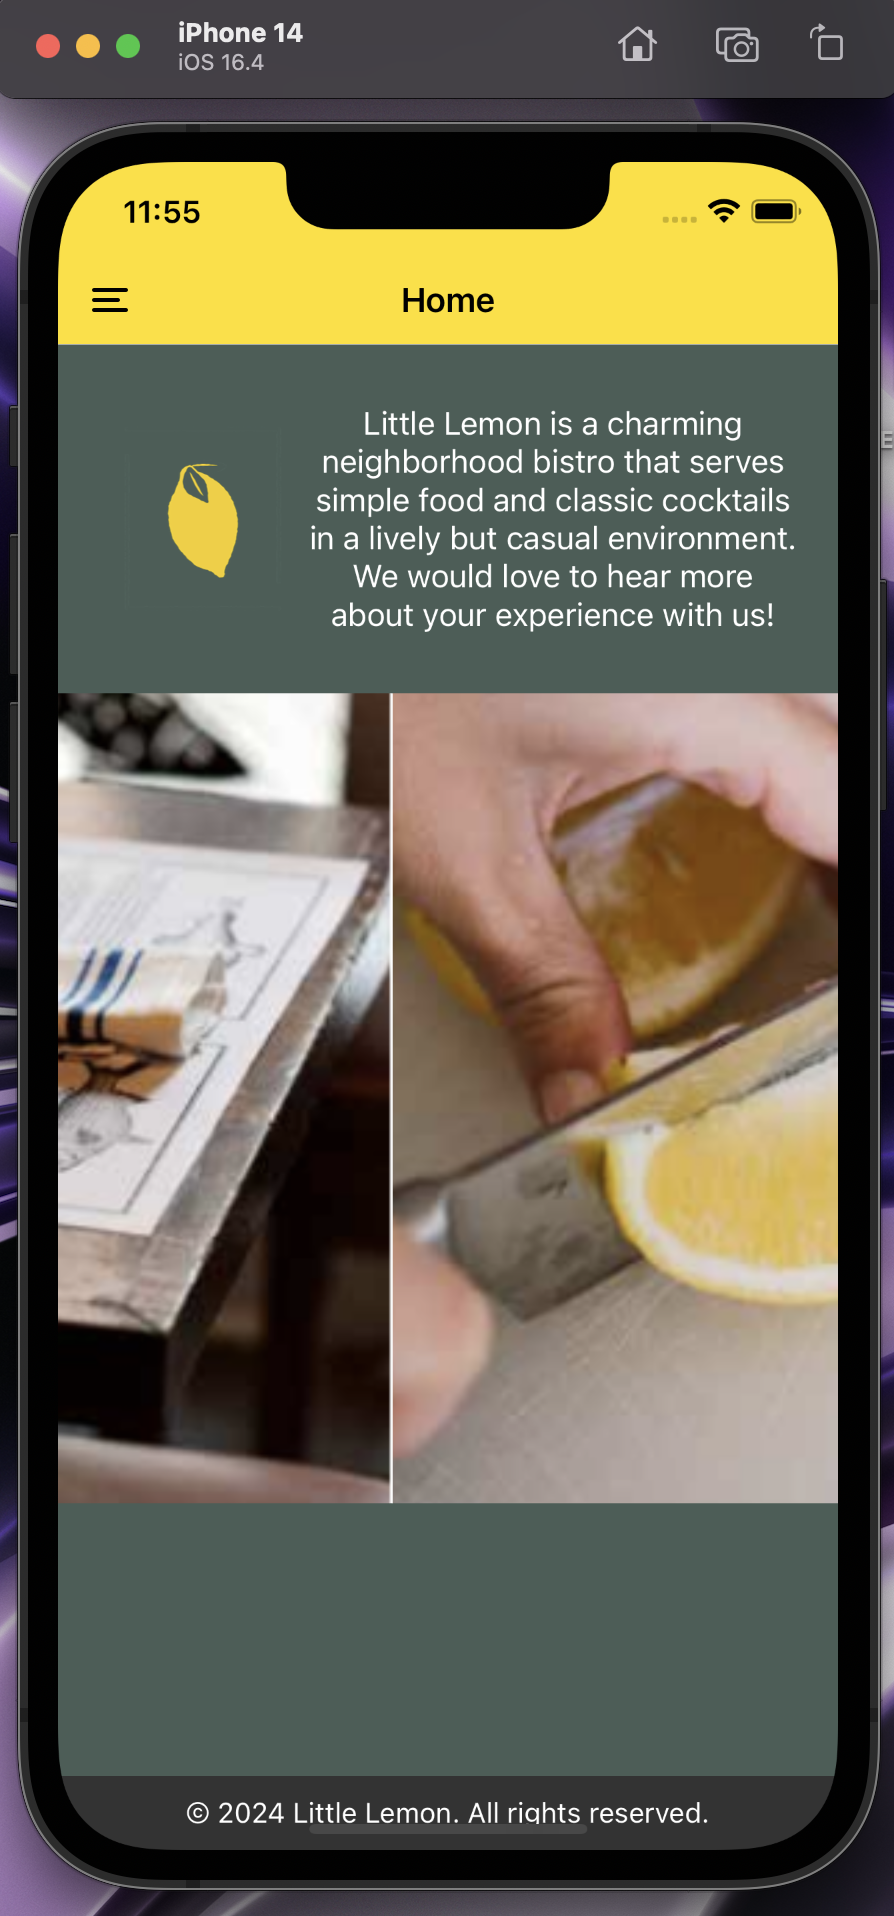 iPhone 14
iOS 16.4
11:55
Home
Little Lemon is a charming
neighborhood bistro that serves
simple food and classic cocktails
in a lively but casual environment.
We would love to hear more
about your experience with us!
© 2024 Little Lemon. All rights reserved.